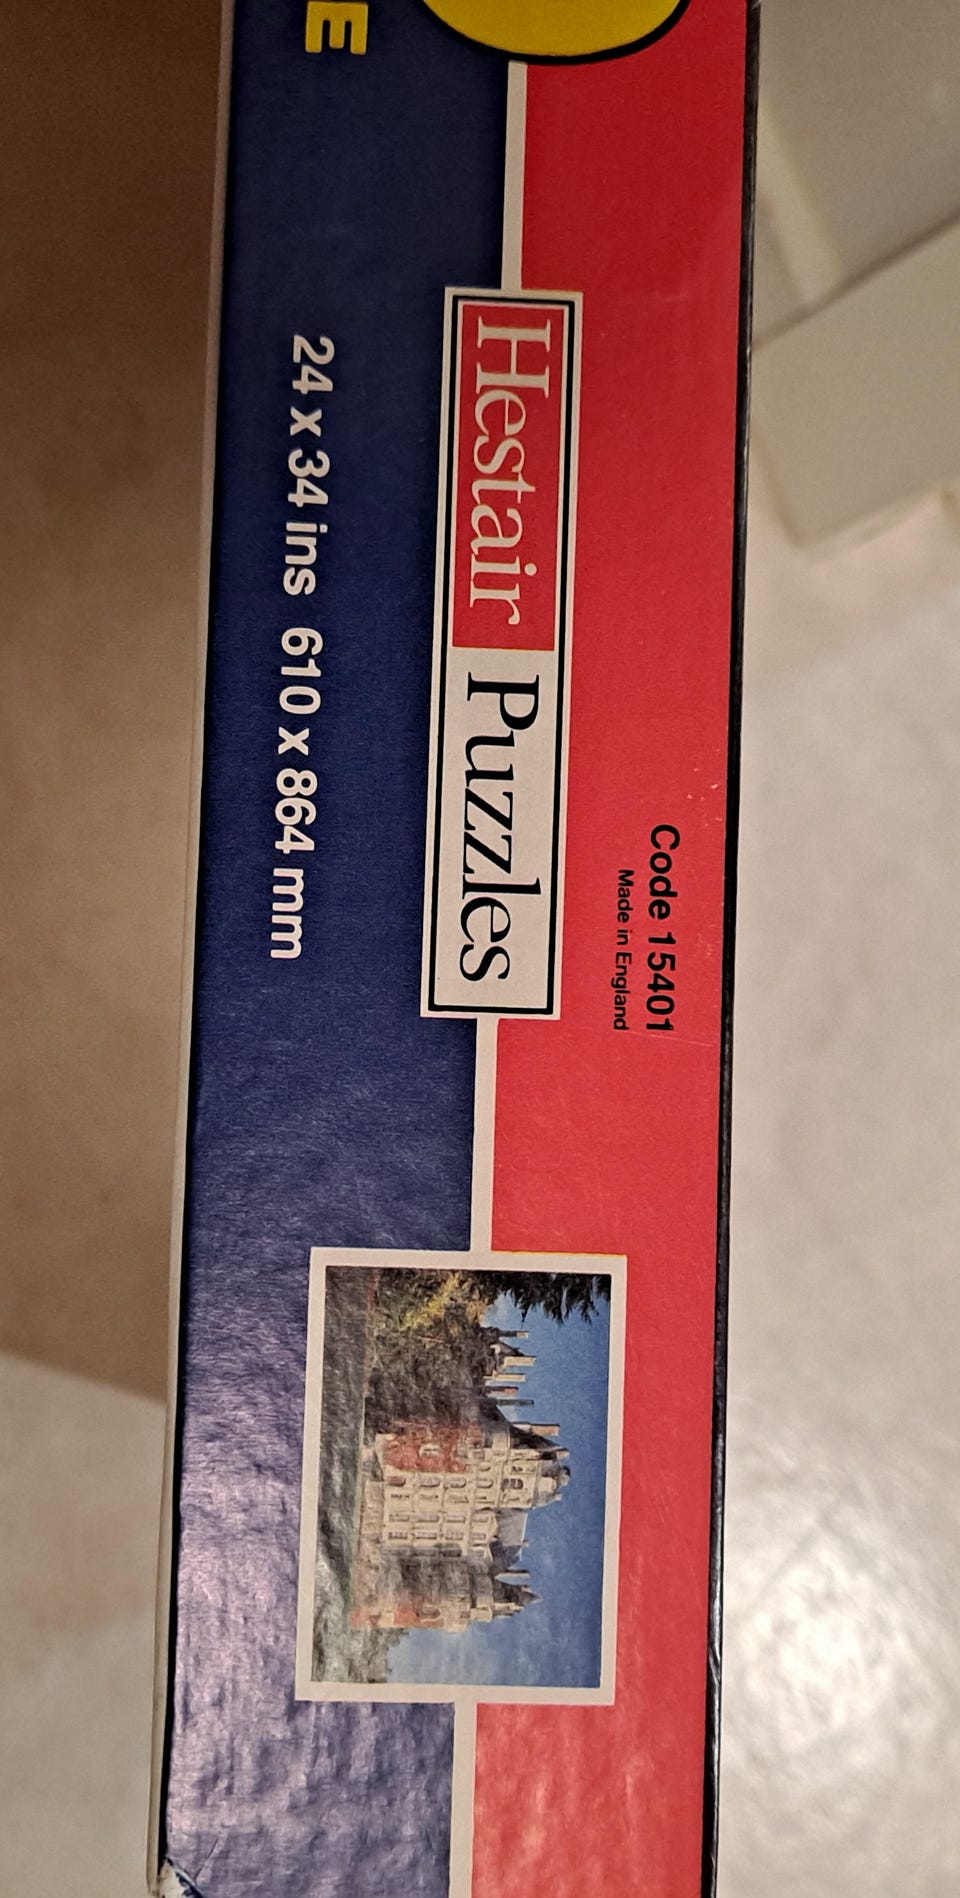 E
Code 15401
Made in England
Hestair Puzzles
24 x 34 ins 610 x 864 mm